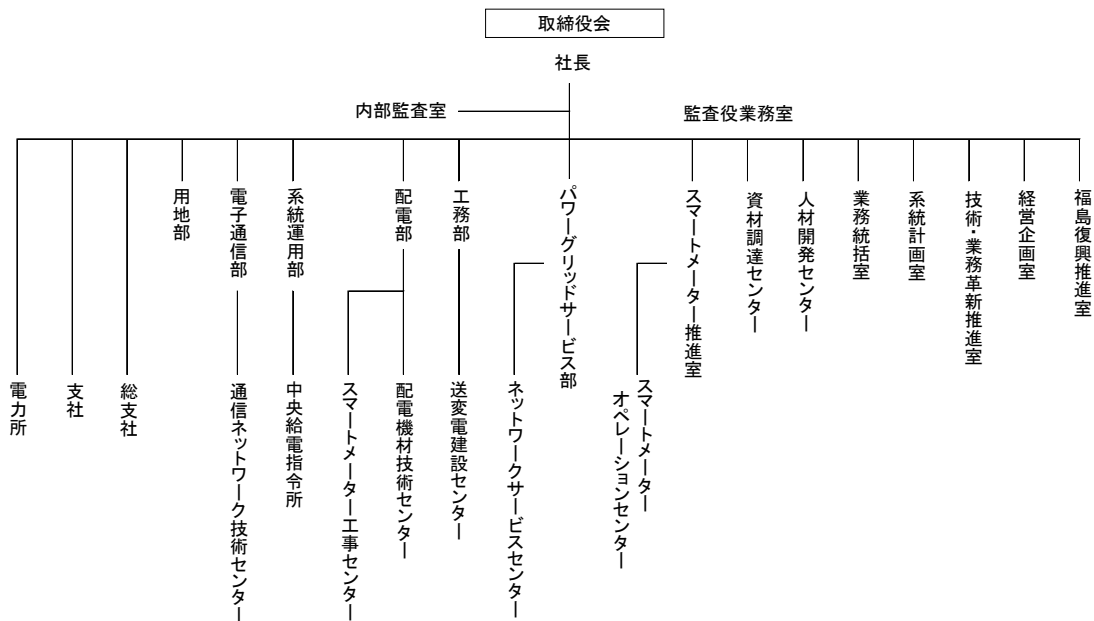 取締役会
社長
内部監査室
監査役業務室
福島復興推進室
経営企画室
技術・業務革新推進室
系統計画室
業務統括室
人材開発センター
資材調達センター
スマートメーター推進室
スマートメーター
オペレーションセンター
パワーグリッドサービス部
ネットワークサービスセンター
工務部
送変電建設センター
配電部
配電機材技術センター
スマートメーター工事センター
系統運用部
中央給電指令所
電子通信部
通信ネットワーク技術センター
用地部
総支社
支社
電力所